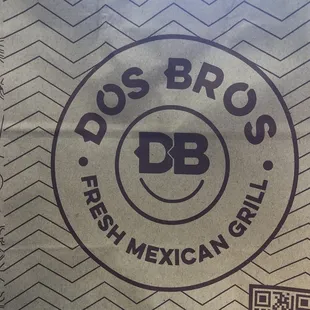 DOS BROS
DB
• FRESH MEXICAN GRILL •